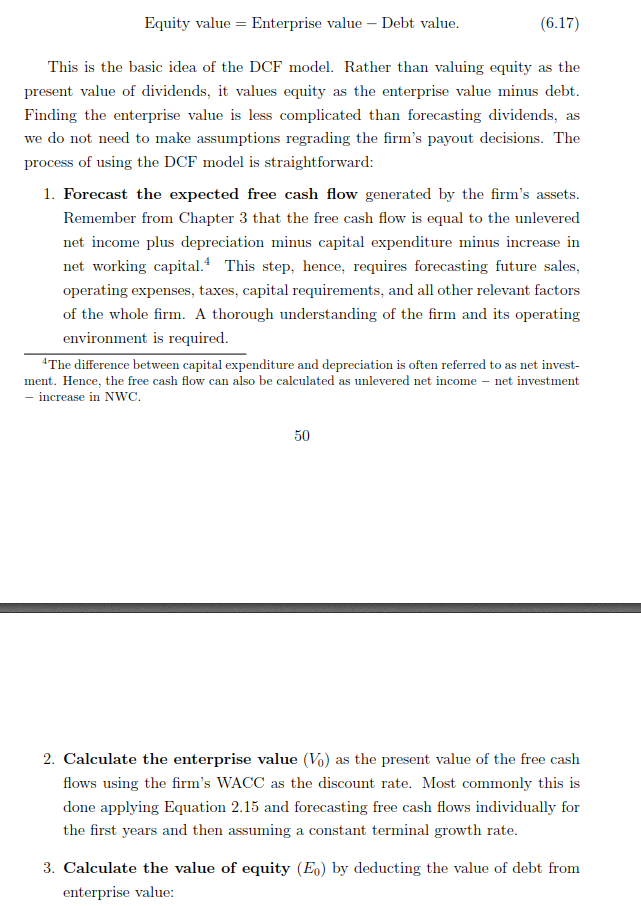 Equity value = Enterprise value − Debt value. (6.17)
This is the basic idea of the DCF model. Rather than valuing equity as the
present value of dividends, it values equity as the enterprise value minus debt.
Finding the enterprise value is less complicated than forecasting dividends, as
we do not need to make assumptions regrading the firm's payout decisions. The
process of using the DCF model is straightforward:
1. Forecast the expected free cash flow generated by the firm's assets.
Remember from Chapter 3 that the free cash flow is equal to the unlevered
net income plus depreciation minus capital expenditure minus increase in
net working capital.⁴ This step, hence, requires forecasting future sales,
operating expenses, taxes, capital requirements, and all other relevant factors
of the whole firm. A thorough understanding of the firm and its operating
environment is required.
⁴The difference between capital expenditure and depreciation is often referred to as net invest-
ment. Hence, the free cash flow can also be calculated as unlevered net income − net investment
− increase in NWC.
50
2. Calculate the enterprise value (V₀) as the present value of the free cash
flows using the firm's WACC as the discount rate. Most commonly this is
done applying Equation 2.15 and forecasting free cash flows individually for
the first years and then assuming a constant terminal growth rate.
3. Calculate the value of equity (E₀) by deducting the value of debt from
enterprise value: